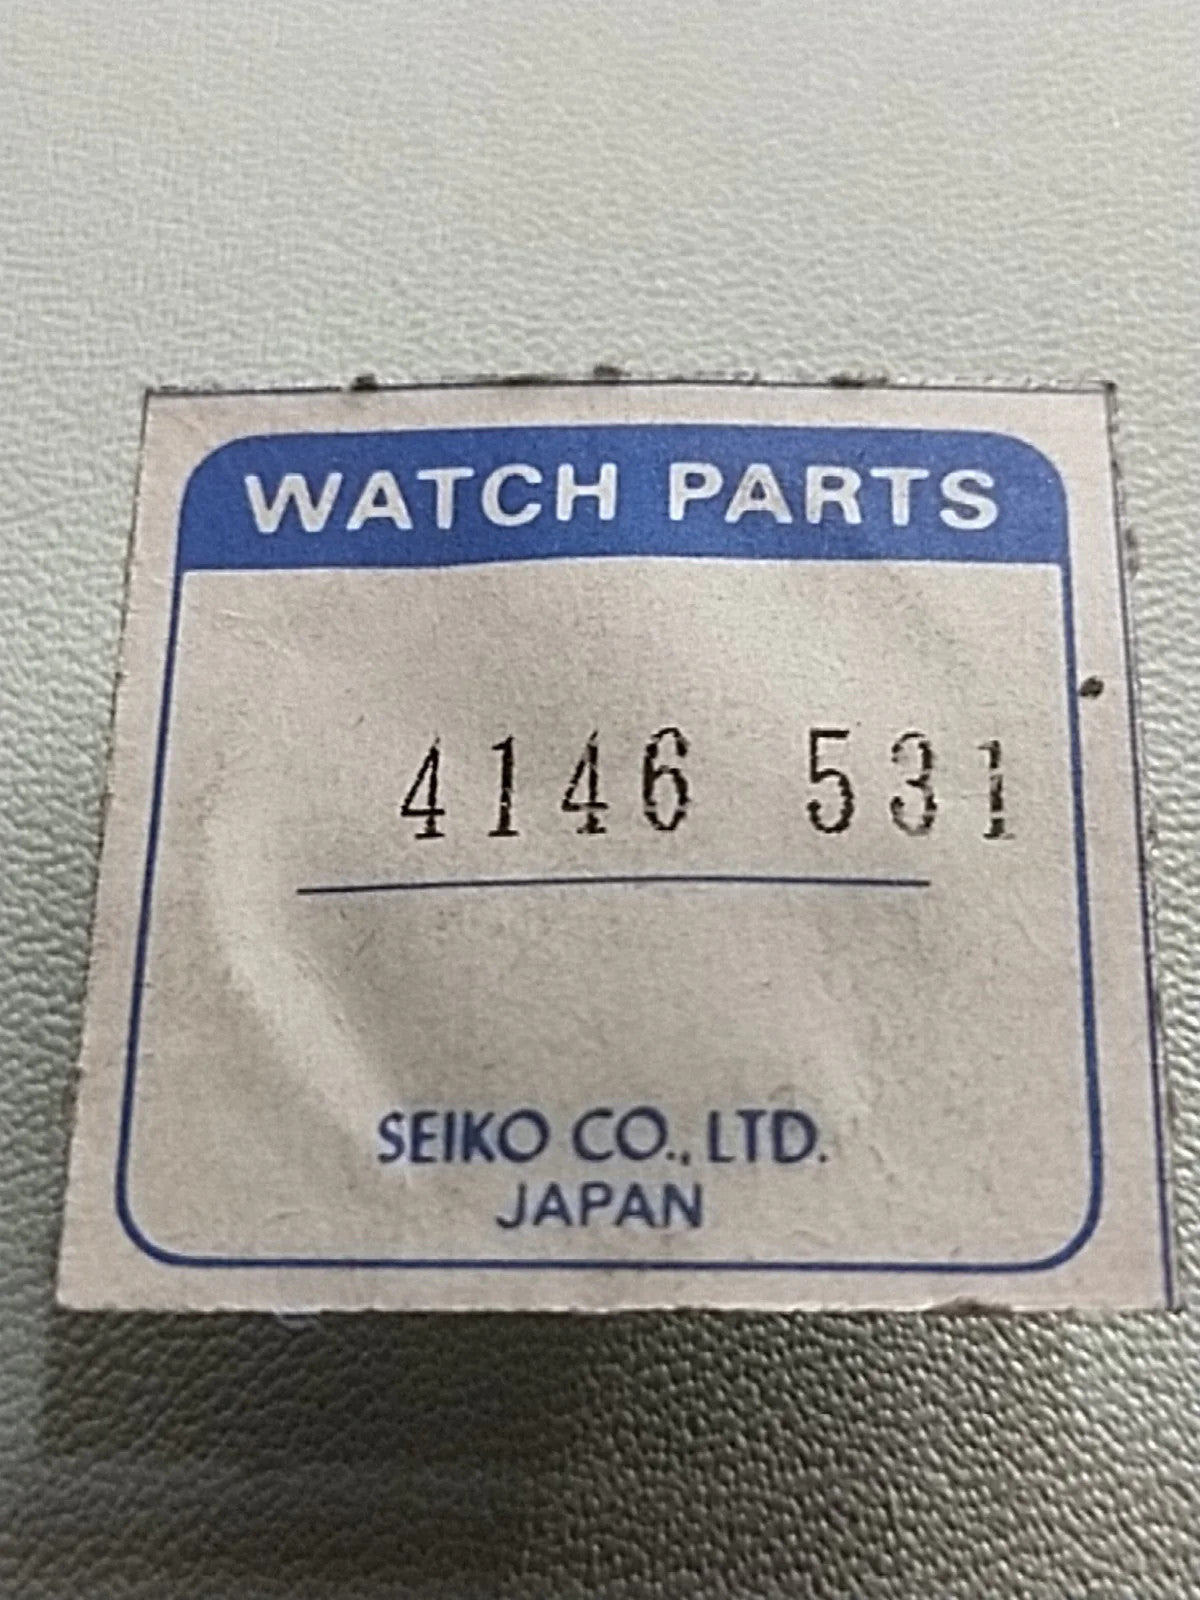 WATCH PARTS
4146 531
SEIKO CO., LTD.
JAPAN